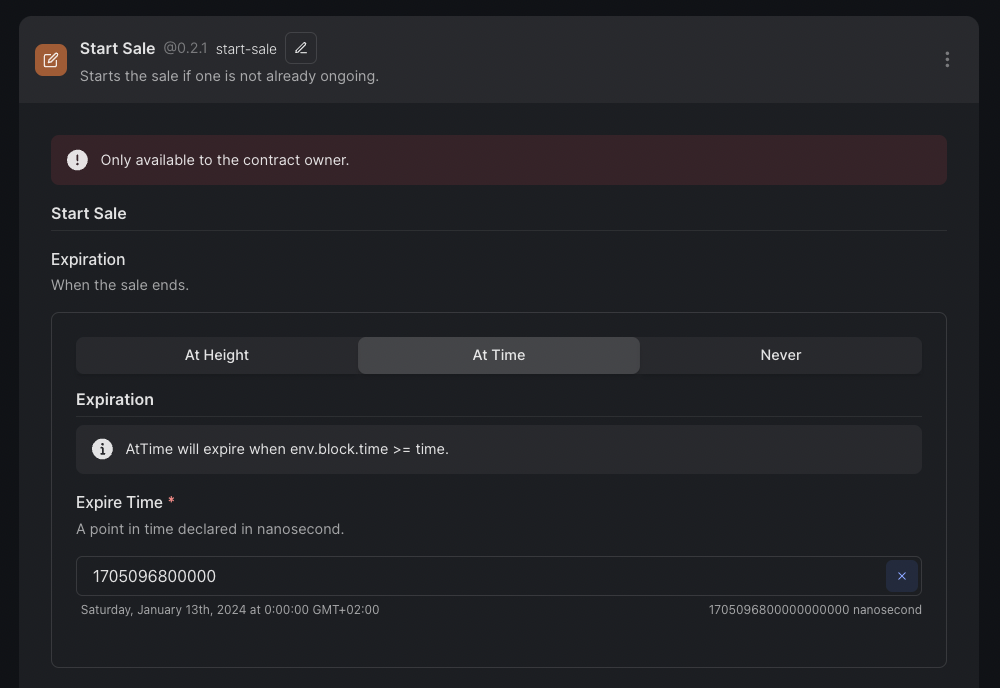 Start Sale @0.2.1 start-sale
Starts the sale if one is not already ongoing.
Only available to the contract owner.
Start Sale
Expiration
When the sale ends.
At Height At Time Never
Expiration
AtTime will expire when env.block.time >= time.
Expire Time *
A point in time declared in nanosecond.
1705096800000
Saturday, January 13th, 2024 at 0:00:00 GMT+02:00 1705096800000000000 nanosecond